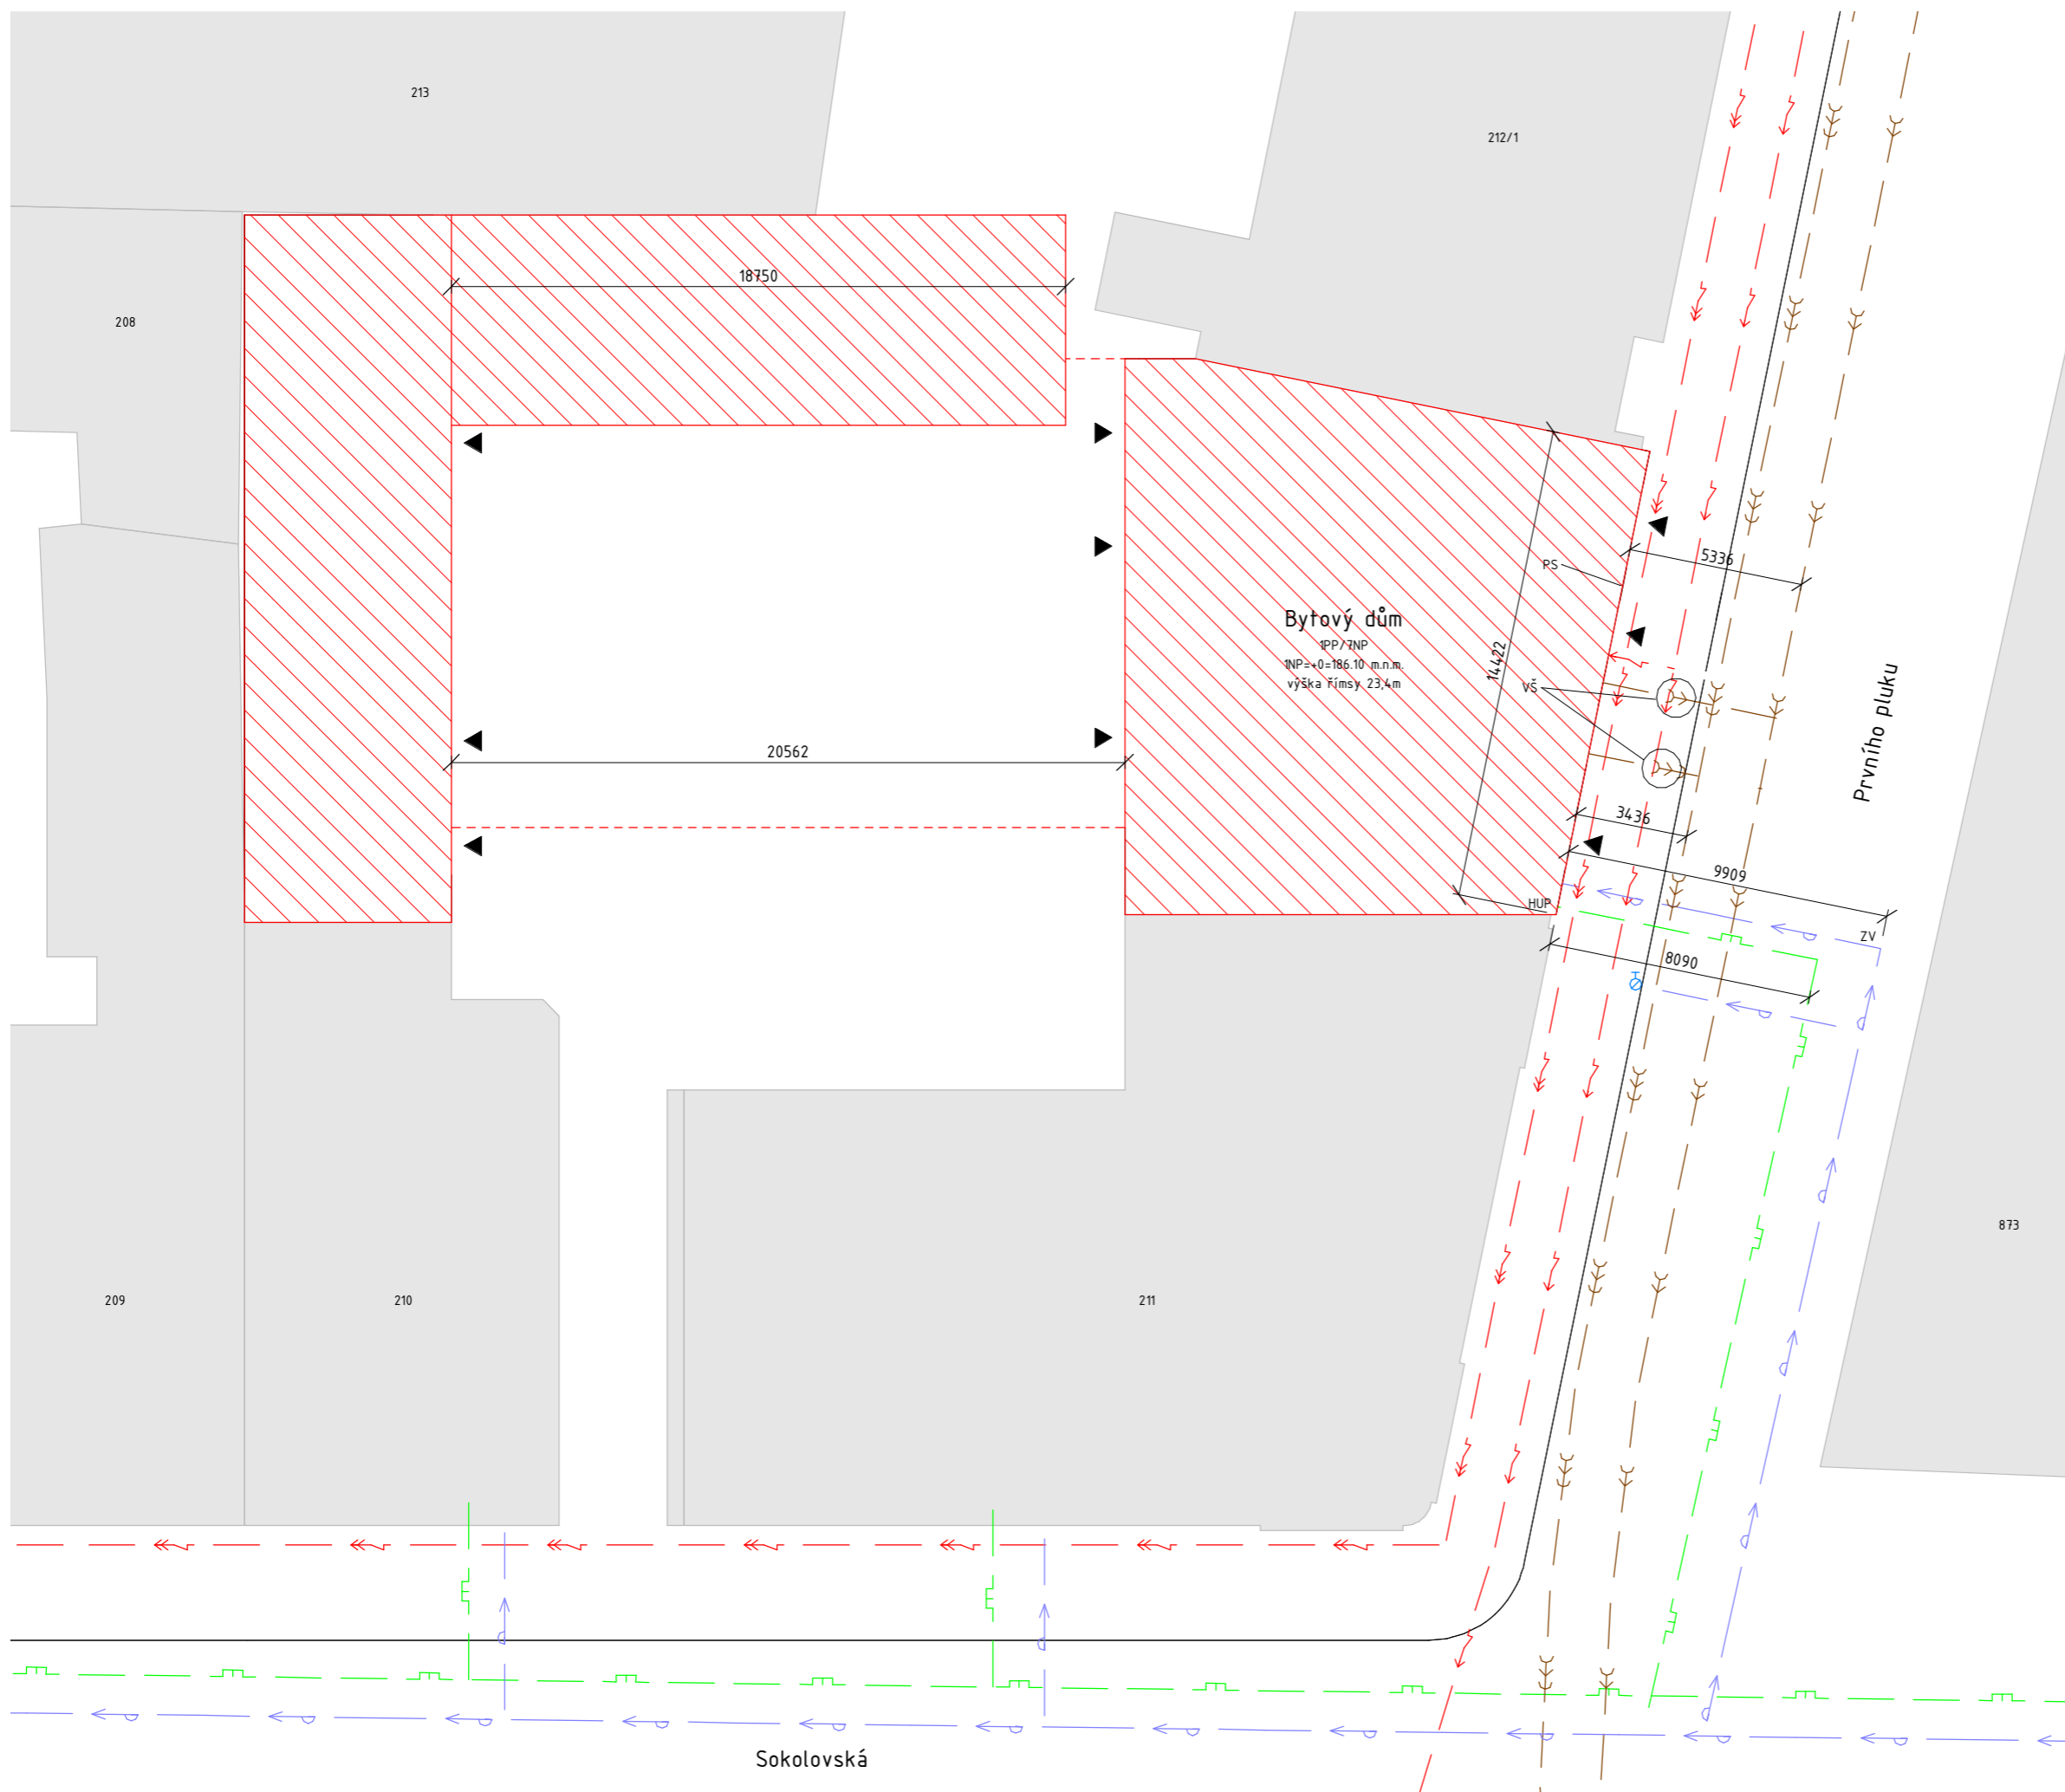 213
212/1
18750
208
5336
PS
Bytový dům
1PP/7NP
1NP=+0=186.10 m.n.m.
výška římsy 23,4m
14422
VŠ
Prvního pluku
20562
3436
9909
HUP
ZV
8090
H
873
209
210
211
Sokolovská